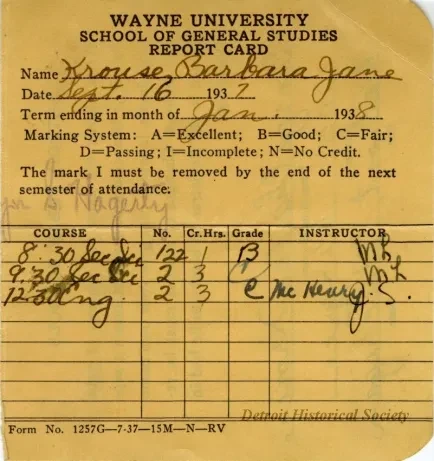 WAYNE UNIVERSITY
SCHOOL OF GENERAL STUDIES
REPORT CARD
Name Krouse, Barbara Jane
Date Sept. 16 1937
Term ending in month of Jan. 1938
Marking System: A=Excellent; B=Good; C=Fair;
D=Passing; I=Incomplete; N=No Credit.
The mark I must be removed by the end of the next
semester of attendance.
B. Hagerty
COURSE No. Cr.Hrs. Grade INSTRUCTOR
8:30 Sec Sci 122 1 B
9:30 Sec Sci 2 3
12:30 Eng. 2 3 C McHenry J.S.
Detroit Historical Society
Form No. 1257G—7-37—15M—N—RV